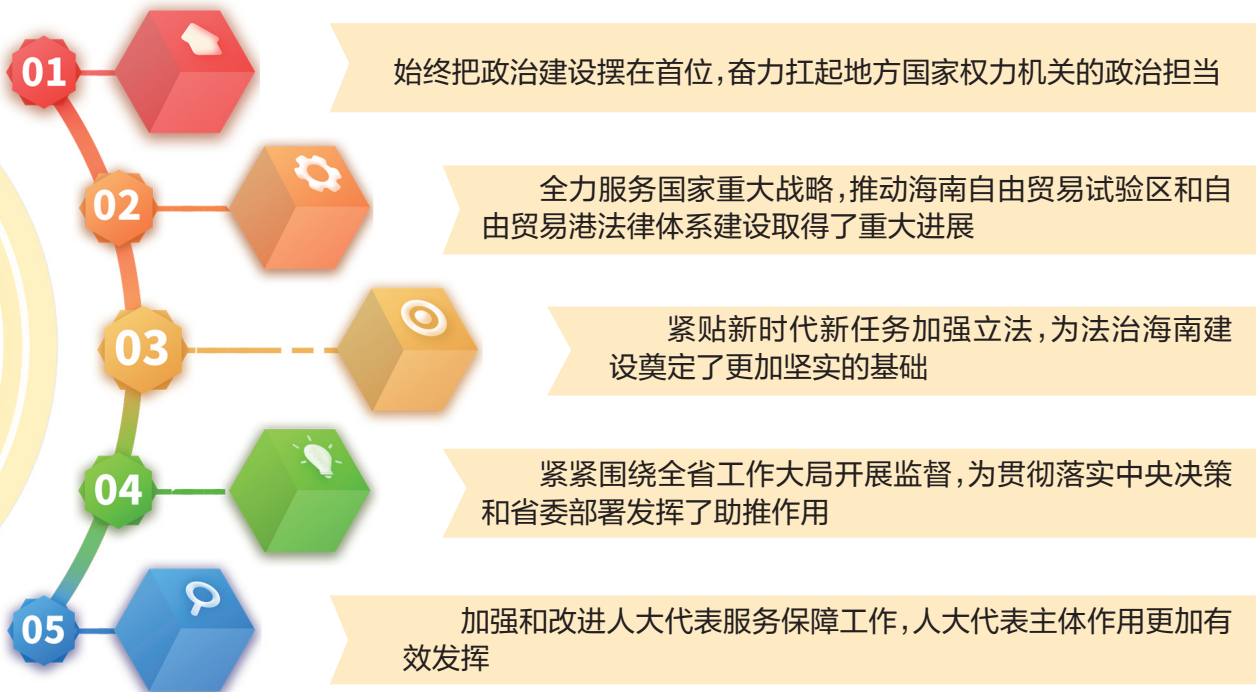 01
始终把政治建设摆在首位,奋力扛起地方国家权力机关的政治担当
02
全力服务国家重大战略,推动海南自由贸易试验区和自
由贸易港法律体系建设取得了重大进展
03
紧贴新时代新任务加强立法,为法治海南建
设奠定了更加坚实的基础
04
紧紧围绕全省工作大局开展监督,为贯彻落实中央决策
和省委部署发挥了助推作用
05
加强和改进人大代表服务保障工作,人大代表主体作用更加有
效发挥